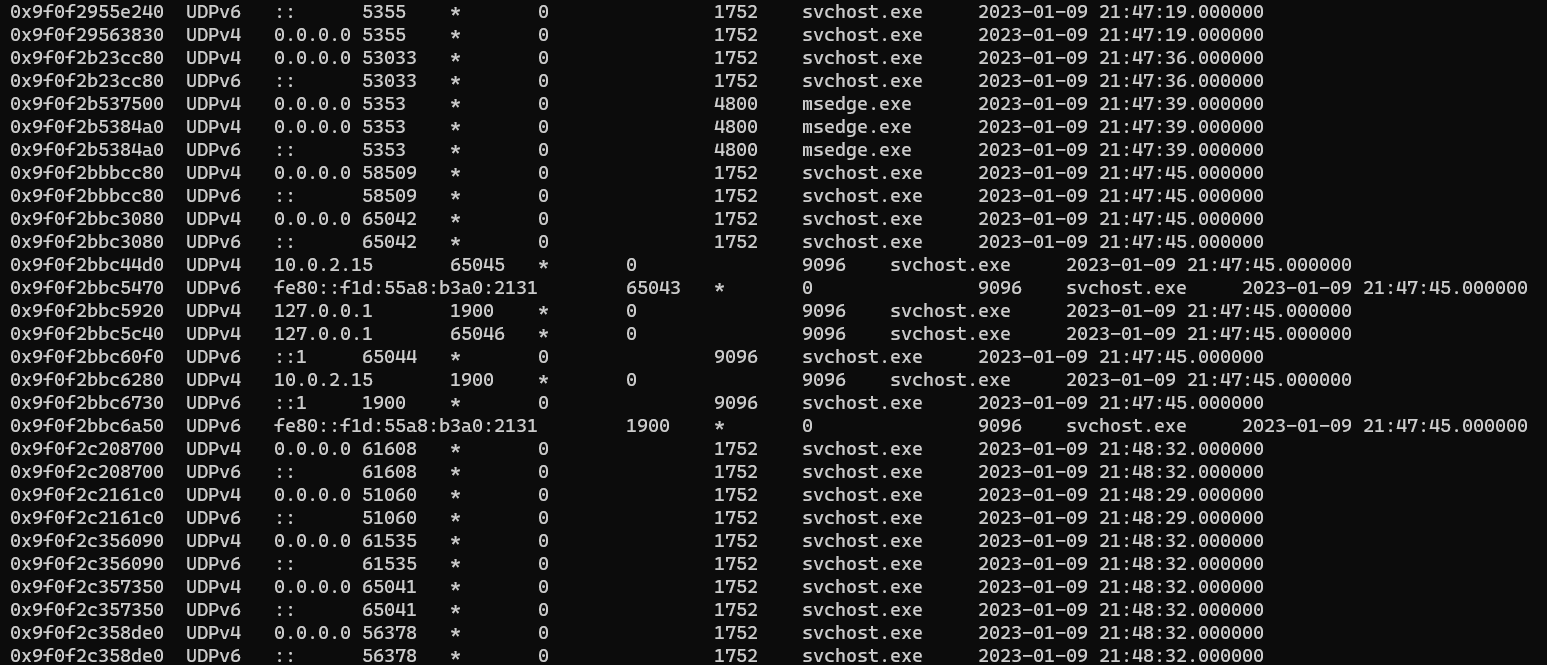 0x9f0f2955e240 UDPv6 :: 5355 * 0 1752 svchost.exe 2023-01-09 21:47:19.000000
0x9f0f29563830 UDPv4 0.0.0.0 5355 * 0 1752 svchost.exe 2023-01-09 21:47:19.000000
0x9f0f2b23cc80 UDPv4 0.0.0.0 53033 * 0 1752 svchost.exe 2023-01-09 21:47:36.000000
0x9f0f2b23cc80 UDPv6 :: 53033 * 0 1752 svchost.exe 2023-01-09 21:47:36.000000
0x9f0f2b537500 UDPv4 0.0.0.0 5353 * 0 4800 msedge.exe 2023-01-09 21:47:39.000000
0x9f0f2b5384a0 UDPv4 0.0.0.0 5353 * 0 4800 msedge.exe 2023-01-09 21:47:39.000000
0x9f0f2b5384a0 UDPv6 :: 5353 * 0 4800 msedge.exe 2023-01-09 21:47:39.000000
0x9f0f2bbbcc80 UDPv4 0.0.0.0 58509 * 0 1752 svchost.exe 2023-01-09 21:47:45.000000
0x9f0f2bbbcc80 UDPv6 :: 58509 * 0 1752 svchost.exe 2023-01-09 21:47:45.000000
0x9f0f2bbc3080 UDPv4 0.0.0.0 65042 * 0 1752 svchost.exe 2023-01-09 21:47:45.000000
0x9f0f2bbc3080 UDPv6 :: 65042 * 0 1752 svchost.exe 2023-01-09 21:47:45.000000
0x9f0f2bbc44d0 UDPv4 10.0.2.15 65045 * 0 9096 svchost.exe 2023-01-09 21:47:45.000000
0x9f0f2bbc5470 UDPv6 fe80::f1d:55a8:b3a0:2131 65043 * 0 9096 svchost.exe 2023-01-09 21:47:45.000000
0x9f0f2bbc5920 UDPv4 127.0.0.1 1900 * 0 9096 svchost.exe 2023-01-09 21:47:45.000000
0x9f0f2bbc5c40 UDPv4 127.0.0.1 65046 * 0 9096 svchost.exe 2023-01-09 21:47:45.000000
0x9f0f2bbc60f0 UDPv6 ::1 65044 * 0 9096 svchost.exe 2023-01-09 21:47:45.000000
0x9f0f2bbc6280 UDPv4 10.0.2.15 1900 * 0 9096 svchost.exe 2023-01-09 21:47:45.000000
0x9f0f2bbc6730 UDPv6 ::1 1900 * 0 9096 svchost.exe 2023-01-09 21:47:45.000000
0x9f0f2bbc6a50 UDPv6 fe80::f1d:55a8:b3a0:2131 1900 * 0 9096 svchost.exe 2023-01-09 21:47:45.000000
0x9f0f2c208700 UDPv4 0.0.0.0 61608 * 0 1752 svchost.exe 2023-01-09 21:48:32.000000
0x9f0f2c208700 UDPv6 :: 61608 * 0 1752 svchost.exe 2023-01-09 21:48:32.000000
0x9f0f2c2161c0 UDPv4 0.0.0.0 51060 * 0 1752 svchost.exe 2023-01-09 21:48:29.000000
0x9f0f2c2161c0 UDPv6 :: 51060 * 0 1752 svchost.exe 2023-01-09 21:48:29.000000
0x9f0f2c356090 UDPv4 0.0.0.0 61535 * 0 1752 svchost.exe 2023-01-09 21:48:32.000000
0x9f0f2c356090 UDPv6 :: 61535 * 0 1752 svchost.exe 2023-01-09 21:48:32.000000
0x9f0f2c357350 UDPv4 0.0.0.0 65041 * 0 1752 svchost.exe 2023-01-09 21:48:32.000000
0x9f0f2c357350 UDPv6 :: 65041 * 0 1752 svchost.exe 2023-01-09 21:48:32.000000
0x9f0f2c358de0 UDPv4 0.0.0.0 56378 * 0 1752 svchost.exe 2023-01-09 21:48:32.000000
0x9f0f2c358de0 UDPv6 :: 56378 * 0 1752 svchost.exe 2023-01-09 21:48:32.000000